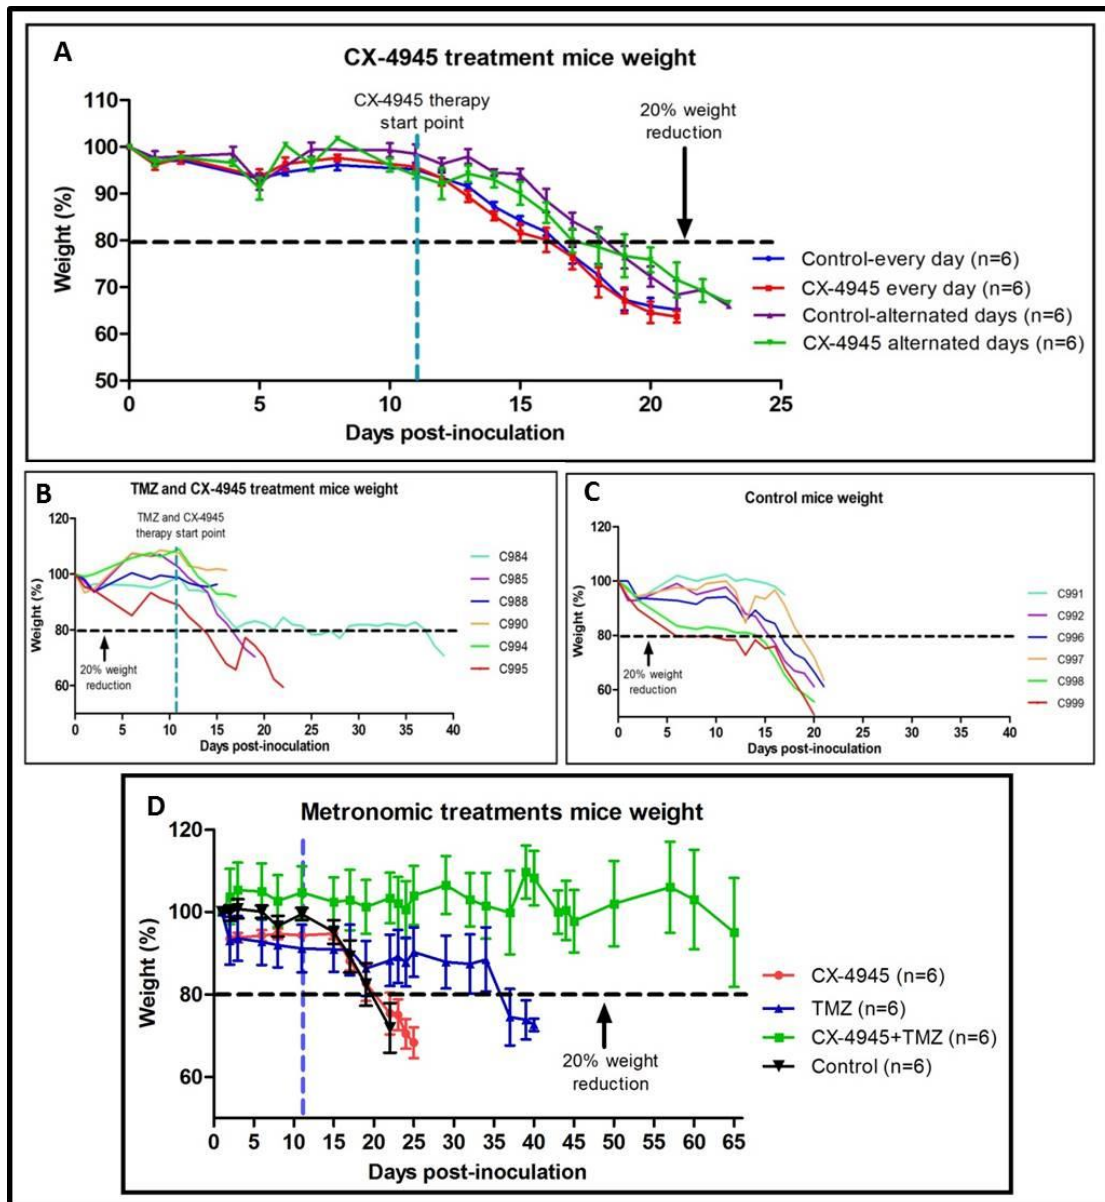 A
CX-4945 treatment mice weight
CX-4945 therapy
start point
20% weight
reduction
Weight (%)
110
100
90
80
70
60
50
0 5 10 15 20 25
Days post-inoculation
Control-every day (n=6)
CX-4945 every day (n=6)
Control-alternated days (n=6)
CX-4945 alternated days (n=6)
B
TMZ and CX-4945 treatment mice weight
TMZ and CX-4945
therapy start point
Weight (%)
120
100
80
60
20% weight
reduction
0 5 10 15 20 25 30 35 40
Days post-inoculation
C984
C985
C988
C990
C994
C995
C
Control mice weight
Weight (%)
120
100
80
60
20% weight
reduction
0 5 10 15 20 25 30 35 40
Days post-inoculation
C991
C992
C996
C997
C998
C999
D
Metronomic treatments mice weight
Weight (%)
120
100
80
60
20% weight
reduction
0 5 10 15 20 25 30 35 40 45 50 55 60 65
Days post-inoculation
CX-4945 (n=6)
TMZ (n=6)
CX-4945+TMZ (n=6)
Control (n=6)